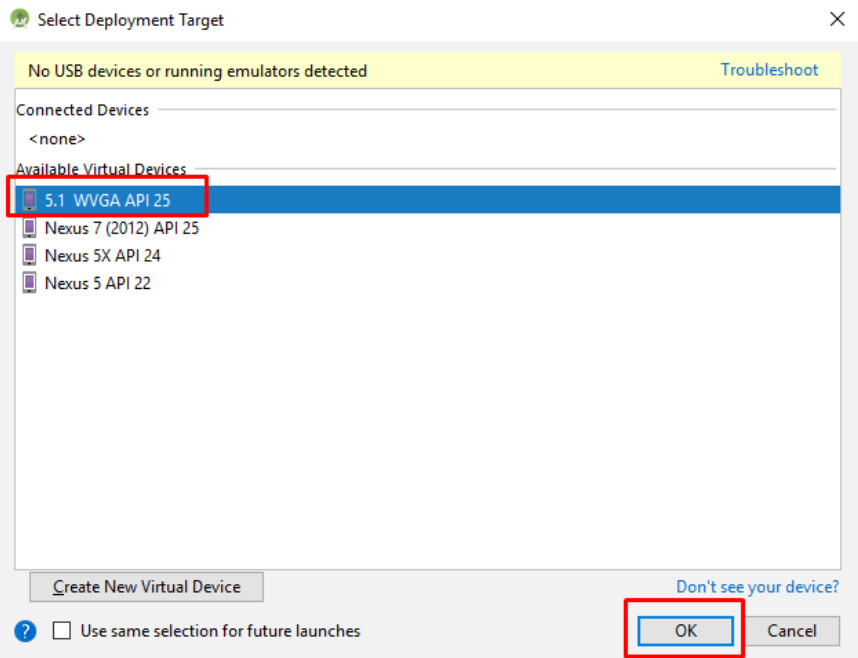 Select Deployment Target
No USB devices or running emulators detected Troubleshoot
Connected Devices
<none>
Available Virtual Devices
5.1 WVGA API 25
Nexus 7 (2012) API 25
Nexus 5X API 24
Nexus 5 API 22
Create New Virtual Device Don't see your device?
? Use same selection for future launches OK Cancel